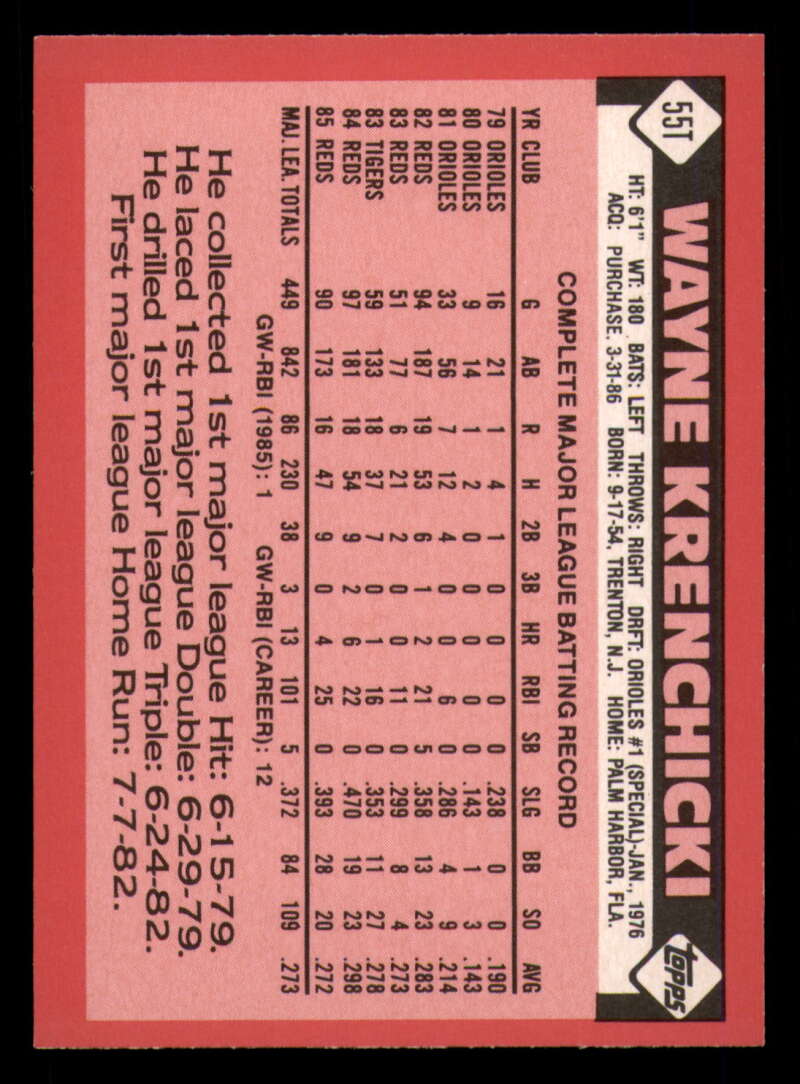 55T
WAYNE KRENCHICKI
topps
HT: 6'1" WT: 180 BATS: LEFT THROWS: RIGHT DRFT: ORIOLES #1 (SPECIAL)-JAN., 1976
ACQ: PURCHASE, 3-31-86 BORN: 9-17-54, TRENTON, N.J. HOME: PALM HARBOR, FLA.
COMPLETE MAJOR LEAGUE BATTING RECORD
YR CLUB G AB R H 2B 3B HR RBI SB SLG BB SO AVG
79 ORIOLES 16 21 1 4 1 0 0 0 0 .238 0 0 .190
80 ORIOLES 9 14 1 2 0 0 0 0 0 .143 1 3 .143
81 ORIOLES 33 56 7 12 4 0 0 6 0 .286 4 9 .214
82 REDS 94 187 19 53 6 1 2 21 5 .358 13 23 .283
83 REDS 51 77 6 21 2 0 0 11 0 .299 8 4 .273
83 TIGERS 59 133 18 37 7 0 1 16 0 .353 11 27 .278
84 REDS 97 181 18 54 9 2 6 22 0 .470 19 23 .298
85 REDS 90 173 16 47 9 0 4 25 0 .393 28 20 .272
MAJ. LEA. TOTALS 449 842 86 230 38 3 13 101 5 .372 84 109 .273
GW-RBI (1985): 1 GW-RBI (CAREER): 12
He collected 1st major league Hit: 6-15-79.
He laced 1st major league Double: 6-29-79.
He drilled 1st major league Triple: 6-24-82.
First major league Home Run: 7-7-82.